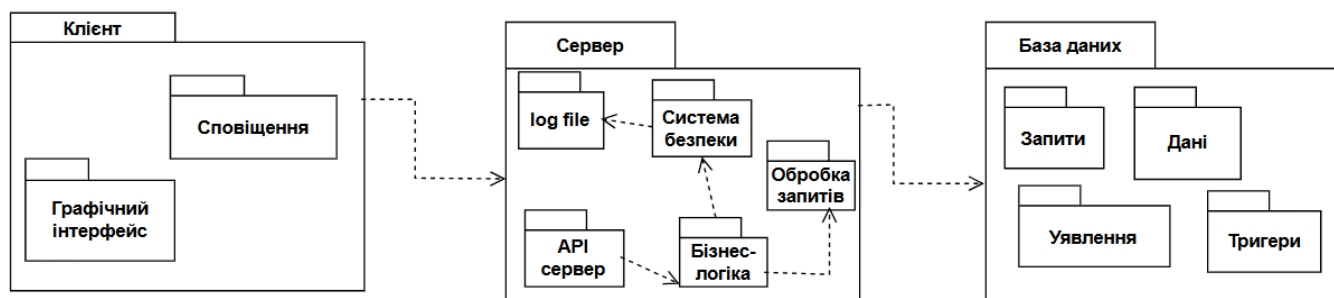 Клієнт
Сповіщення
Графічний
інтерфейс
Сервер
log file
Система
безпеки
Обробка
запитів
API
сервер
Бізнес-
логіка
База даних
Запити
Дані
Уявлення
Тригери